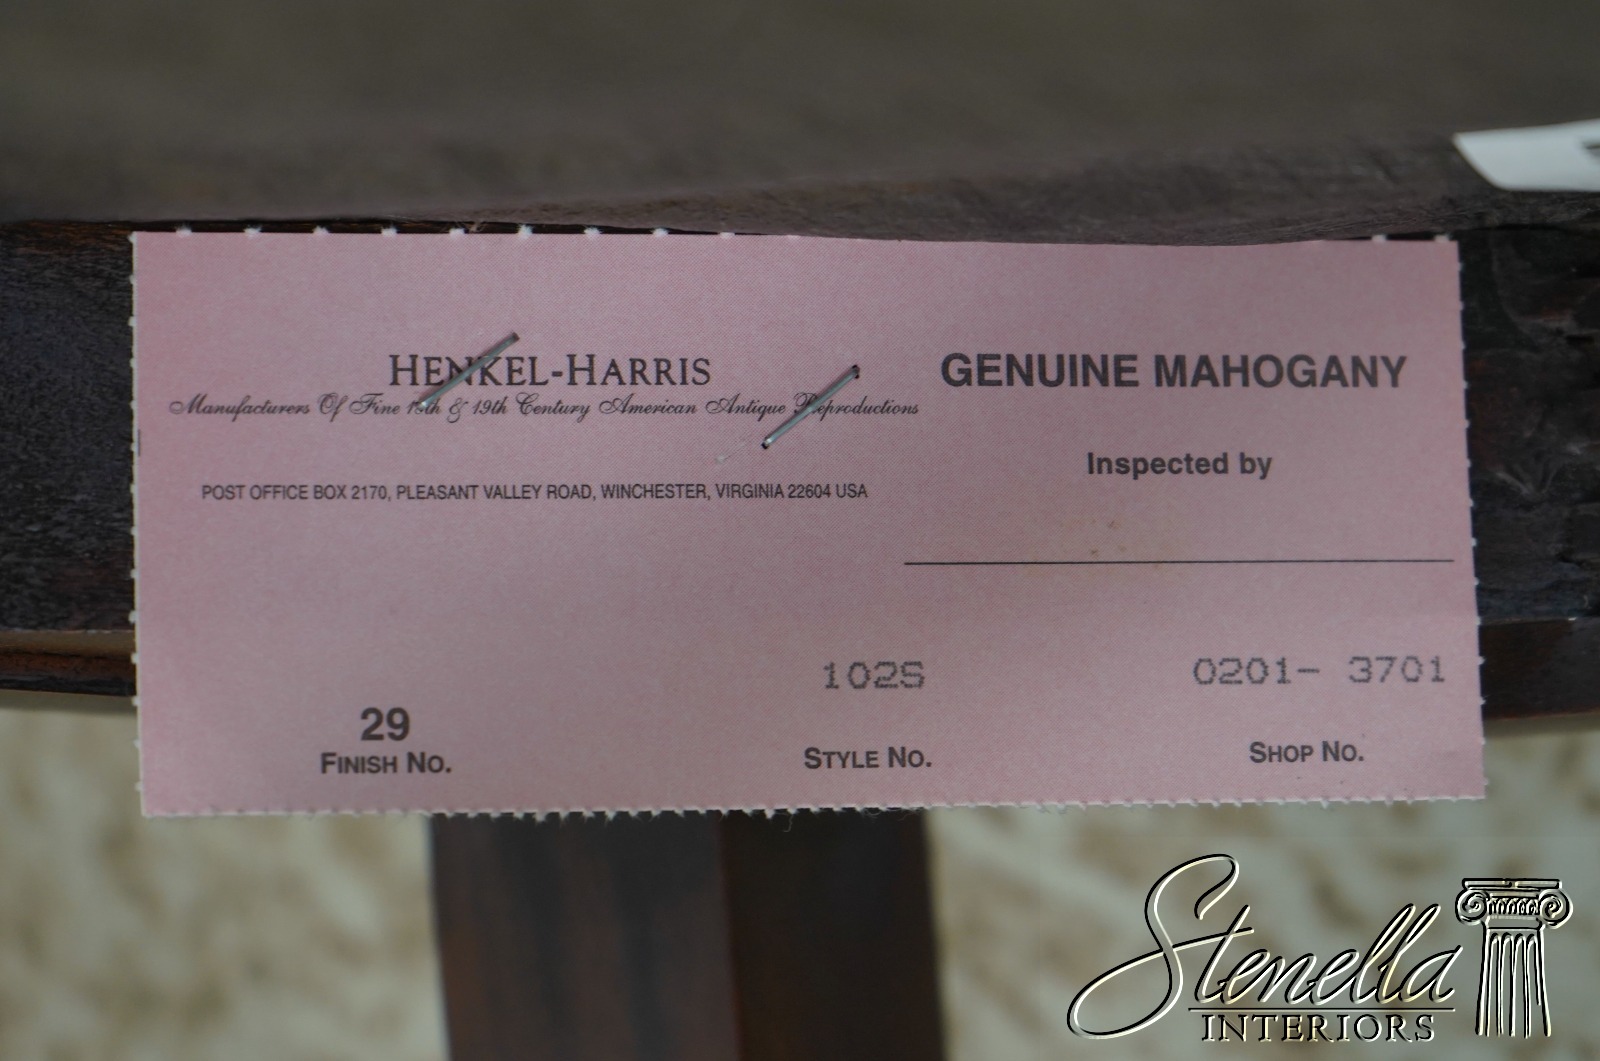 HENKEL-HARRIS
Manufacturers Of Fine 18th & 19th Century American Antique Reproductions
POST OFFICE BOX 2170, PLEASANT VALLEY ROAD, WINCHESTER, VIRGINIA 22604 USA
GENUINE MAHOGANY
Inspected by
29
FINISH NO.
102S
STYLE NO.
0201- 3701
SHOP NO.
Stenella
INTERIORS